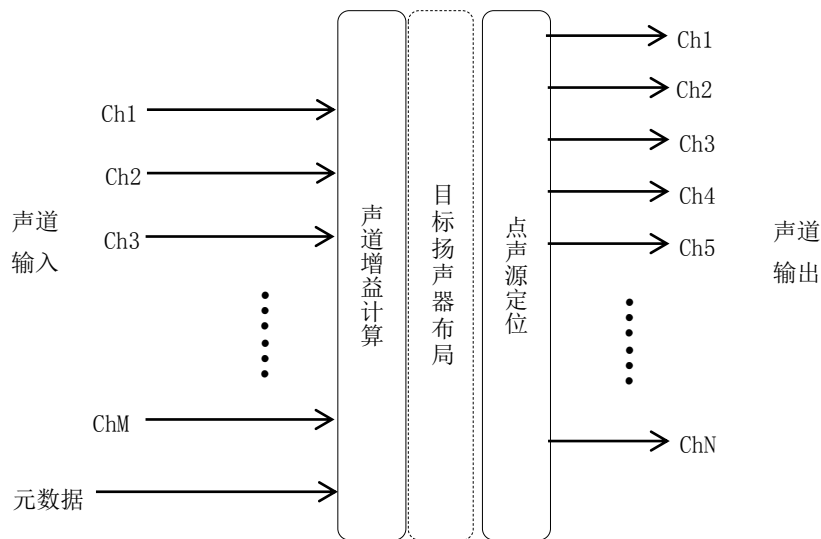 声道
输入
Ch1
Ch2
Ch3
ChM
元数据
声道增益计算
目标扬声器布局
点声源定位
Ch1
Ch2
Ch3
Ch4
Ch5
ChN
声道
输出